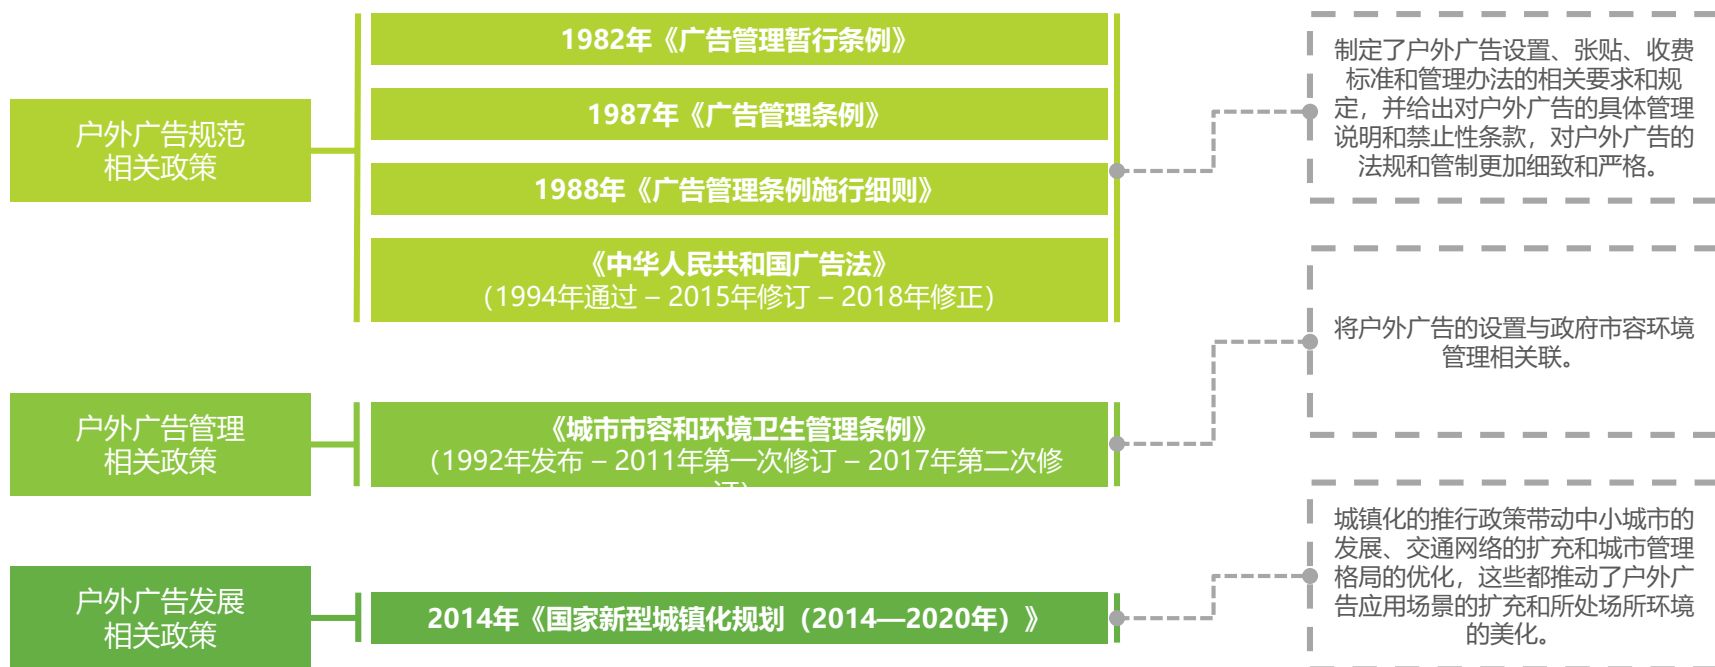 户外广告规范
相关政策
1982年《广告管理暂行条例》
1987年《广告管理条例》
1988年《广告管理条例施行细则》
《中华人民共和国广告法》
（1994年通过 – 2015年修订 – 2018年修正）
制定了户外广告设置、张贴、收费
标准和管理办法的相关要求和规
定，并给出对户外广告的具体管理
说明和禁止性条款，对户外广告的
法规和管制更加细致和严格。
户外广告管理
相关政策
《城市市容和环境卫生管理条例》
（1992年发布 – 2011年第一次修订 – 2017年第二次修
订）
将户外广告的设置与政府市容环境
管理相关联。
户外广告发展
相关政策
2014年《国家新型城镇化规划（2014—2020年）》
城镇化的推行政策带动中小城市的
发展、交通网络的扩充和城市管理
格局的优化，这些都推动了户外广
告应用场景的扩充和所处场所环境
的美化。